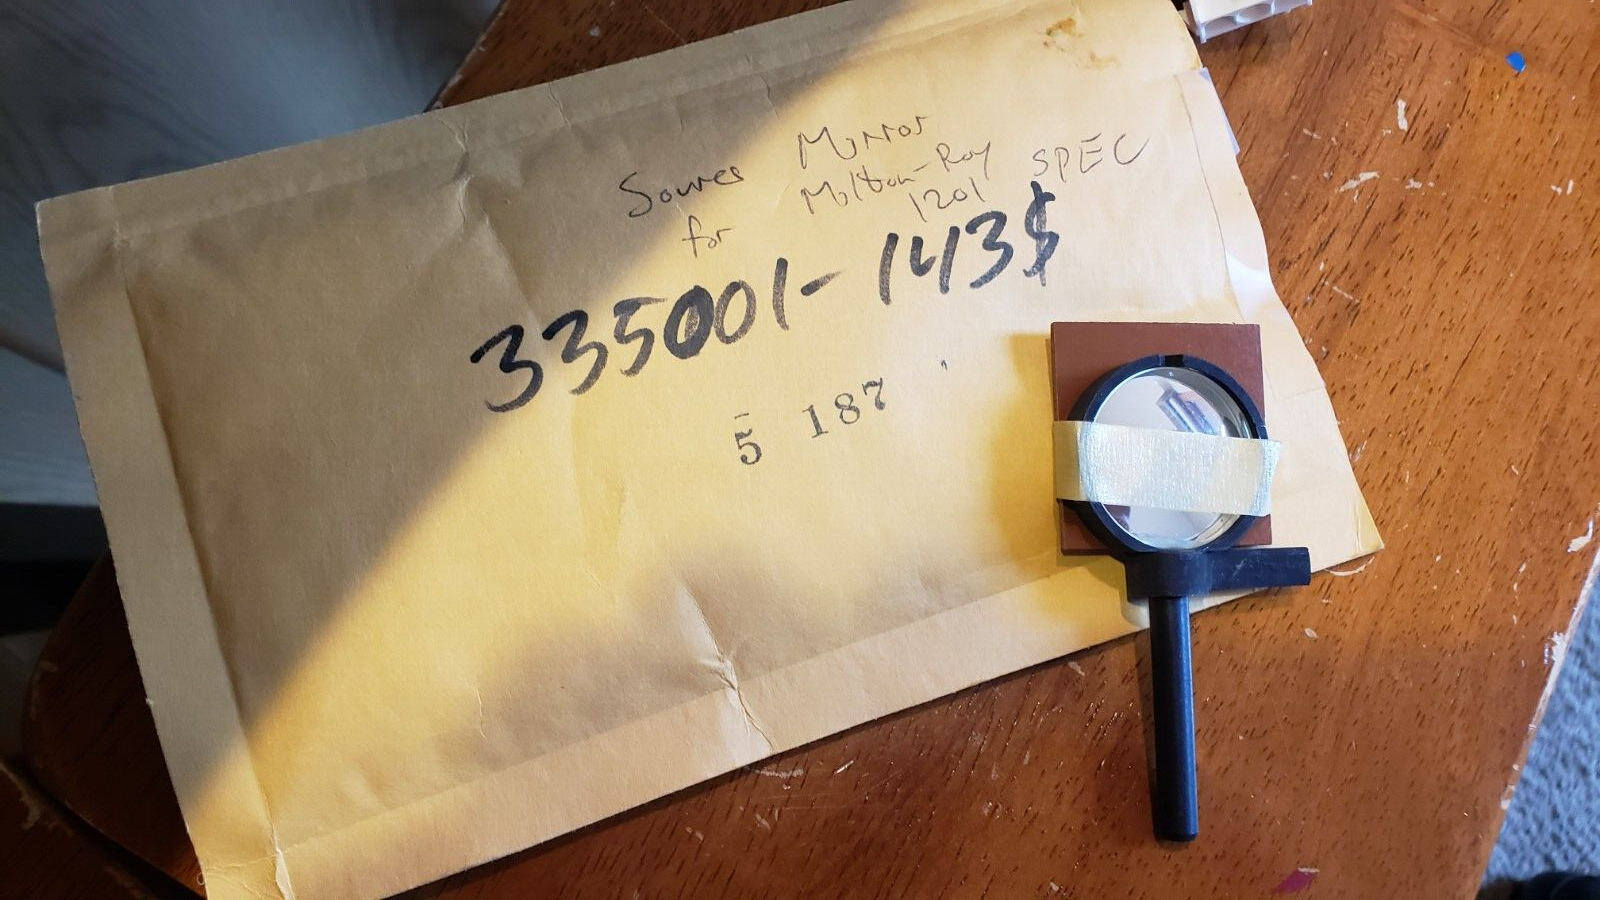 Source Mirror
for Milton-Roy SPEC
1201
335001-143$
5 187